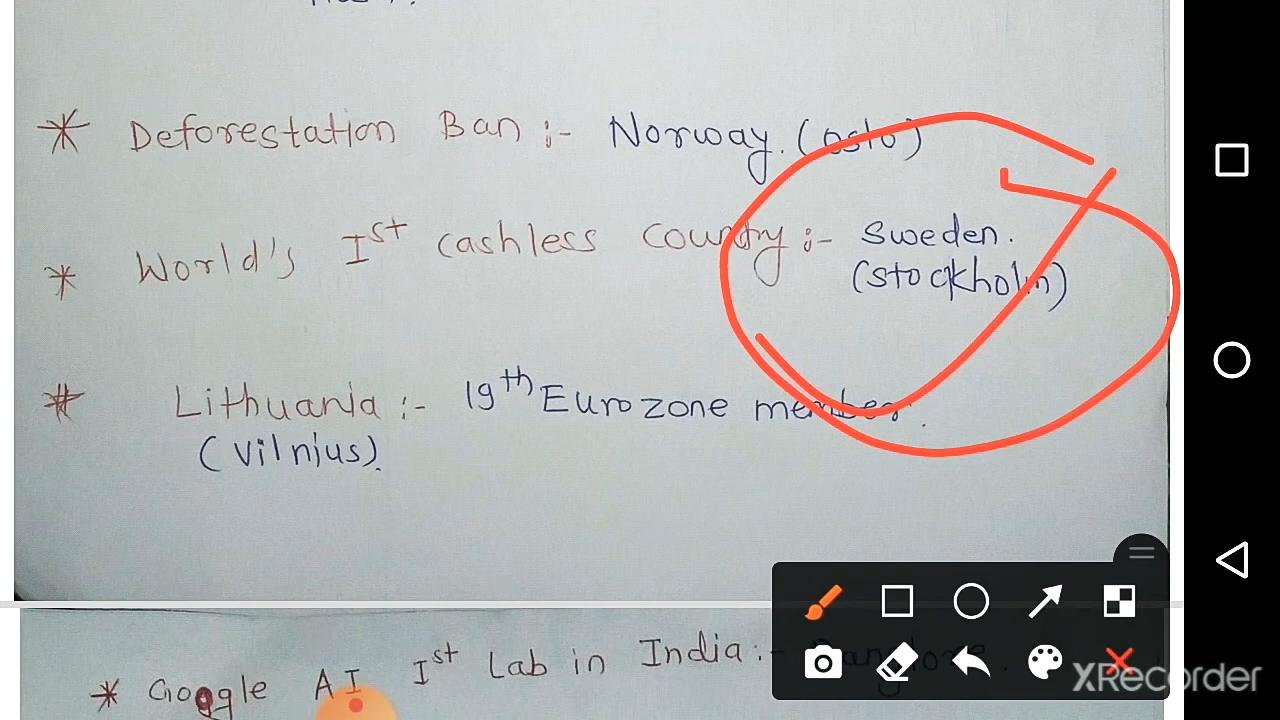 * Deforestation Ban :- Norway. (Oslo)
* World's Ist cashless country :- Sweden.
(Stockholm)
* Lithuania :- 19th Eurozone member.
(Vilnius).
* Google AI Ist Lab in India :- Banglore.
XRecorder